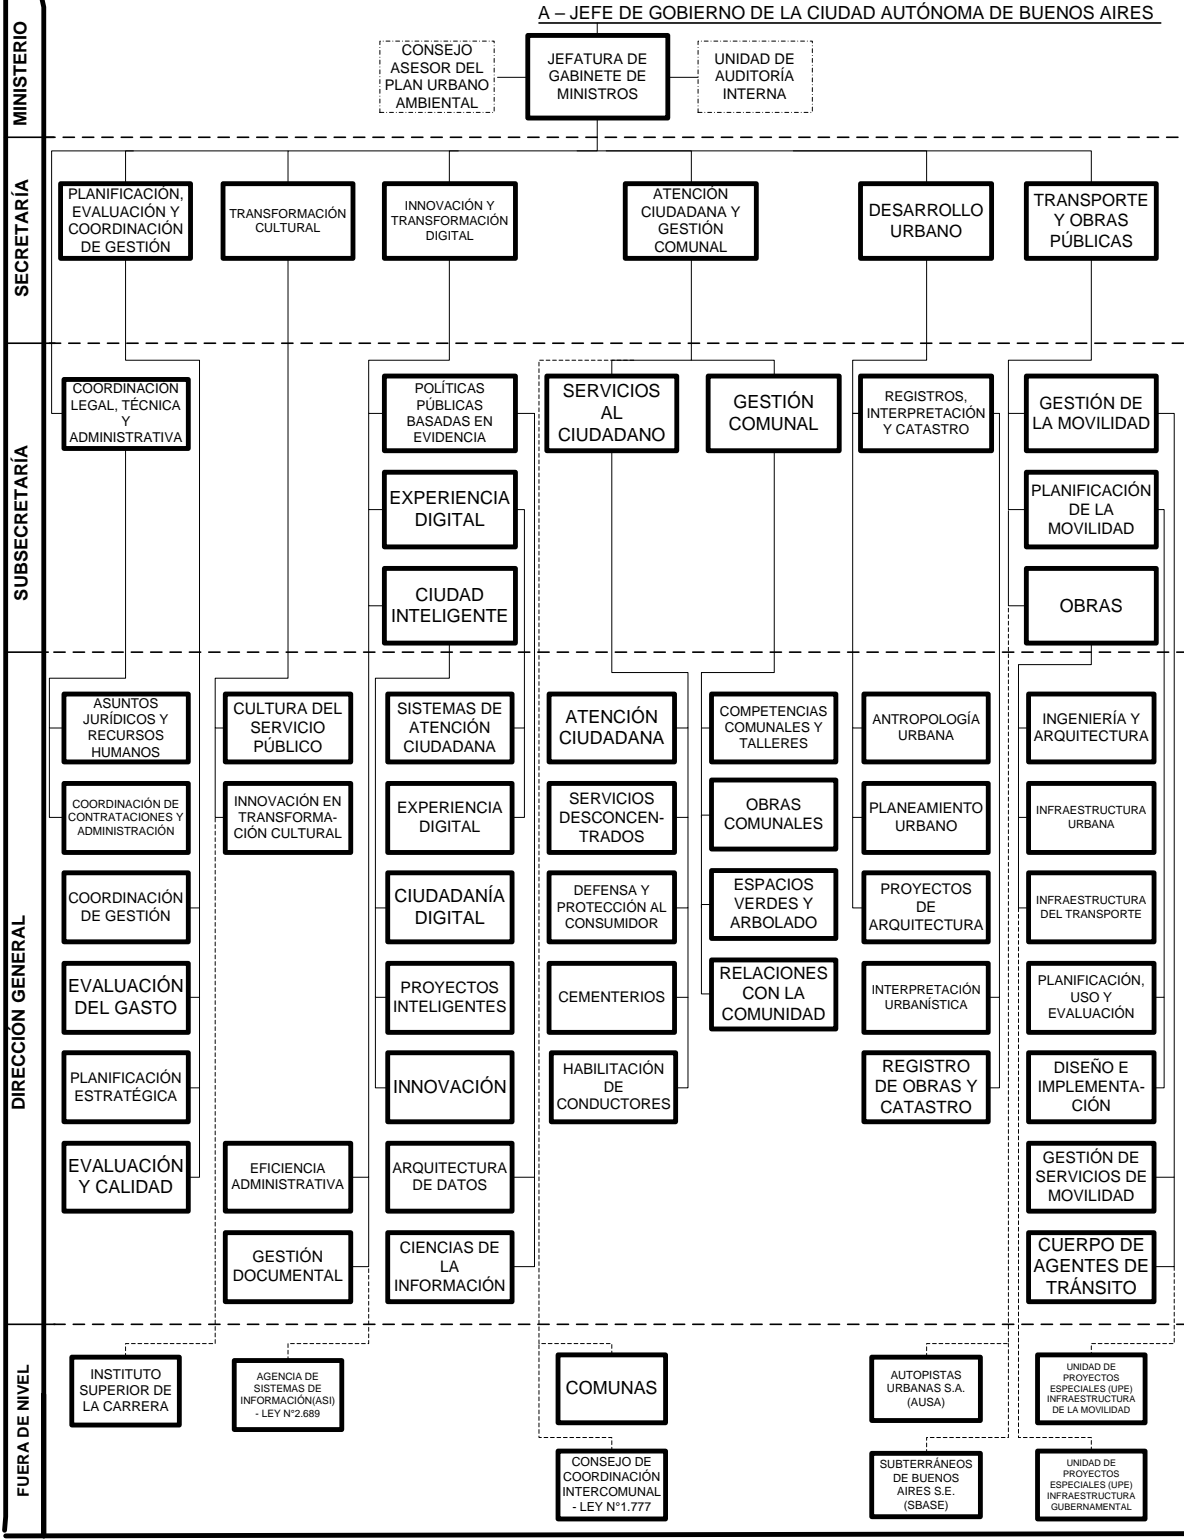 A – JEFE DE GOBIERNO DE LA CIUDAD AUTÓNOMA DE BUENOS AIRES
MINISTERIO
CONSEJO
ASESOR DEL
PLAN URBANO
AMBIENTAL
JEFATURA DE
GABINETE DE
MINISTROS
UNIDAD DE
AUDITORÍA
INTERNA
SECRETARÍA
PLANIFICACIÓN,
EVALUACIÓN Y
COORDINACIÓN
DE GESTIÓN
TRANSFORMACIÓN
CULTURAL
INNOVACIÓN Y
TRANSFORMACIÓN
DIGITAL
ATENCIÓN
CIUDADANA Y
GESTIÓN
COMUNAL
DESARROLLO
URBANO
TRANSPORTE
Y OBRAS
PÚBLICAS
SUBSECRETARÍA
COORDINACIÓN
LEGAL, TÉCNICA
Y
ADMINISTRATIVA
POLÍTICAS
PÚBLICAS
BASADAS EN
EVIDENCIA
SERVICIOS
AL
CIUDADANO
GESTIÓN
COMUNAL
REGISTROS,
INTERPRETACIÓN
Y CATASTRO
GESTIÓN DE
LA MOVILIDAD
EXPERIENCIA
DIGITAL
PLANIFICACIÓN
DE LA
MOVILIDAD
CIUDAD
INTELIGENTE
OBRAS
DIRECCIÓN GENERAL
ASUNTOS
JURÍDICOS Y
RECURSOS
HUMANOS
CULTURA DEL
SERVICIO
PÚBLICO
SISTEMAS DE
ATENCIÓN
CIUDADANA
ATENCIÓN
CIUDADANA
COMPETENCIAS
COMUNALES Y
TALLERES
ANTROPOLOGÍA
URBANA
INGENIERÍA Y
ARQUITECTURA
COORDINACIÓN DE
CONTRATACIONES Y
ADMINISTRACIÓN
INNOVACIÓN EN
TRANSFORMA-
CIÓN CULTURAL
EXPERIENCIA
DIGITAL
SERVICIOS
DESCONCEN-
TRADOS
OBRAS
COMUNALES
PLANEAMIENTO
URBANO
INFRAESTRUCTURA
URBANA
COORDINACIÓN
DE GESTIÓN
CIUDADANÍA
DIGITAL
DEFENSA Y
PROTECCIÓN AL
CONSUMIDOR
ESPACIOS
VERDES Y
ARBOLADO
PROYECTOS
DE
ARQUITECTURA
INFRAESTRUCTURA
DEL TRANSPORTE
EVALUACIÓN
DEL GASTO
PROYECTOS
INTELIGENTES
CEMENTERIOS
RELACIONES
CON LA
COMUNIDAD
INTERPRETACIÓN
URBANÍSTICA
PLANIFICACIÓN,
USO Y
EVALUACIÓN
PLANIFICACIÓN
ESTRATÉGICA
INNOVACIÓN
HABILITACIÓN
DE
CONDUCTORES
REGISTRO
DE OBRAS Y
CATASTRO
DISEÑO E
IMPLEMENTA-
CIÓN
EVALUACIÓN
Y CALIDAD
EFICIENCIA
ADMINISTRATIVA
ARQUITECTURA
DE DATOS
GESTIÓN DE
SERVICIOS DE
MOVILIDAD
GESTIÓN
DOCUMENTAL
CIENCIAS DE
LA
INFORMACIÓN
CUERPO DE
AGENTES DE
TRÁNSITO
FUERA DE NIVEL
INSTITUTO
SUPERIOR DE
LA CARRERA
AGENCIA DE
SISTEMAS DE
INFORMACIÓN(ASI)
- LEY N°2.689
COMUNAS
AUTOPISTAS
URBANAS S.A.
(AUSA)
UNIDAD DE
PROYECTOS
ESPECIALES (UPE)
INFRAESTRUCTURA
DE LA MOVILIDAD
CONSEJO DE
COORDINACIÓN
INTERCOMUNAL
- LEY N°1.777
SUBTERRÁNEOS
DE BUENOS
AIRES S.E.
(SBASE)
UNIDAD DE
PROYECTOS
ESPECIALES (UPE)
INFRAESTRUCTURA
GUBERNAMENTAL